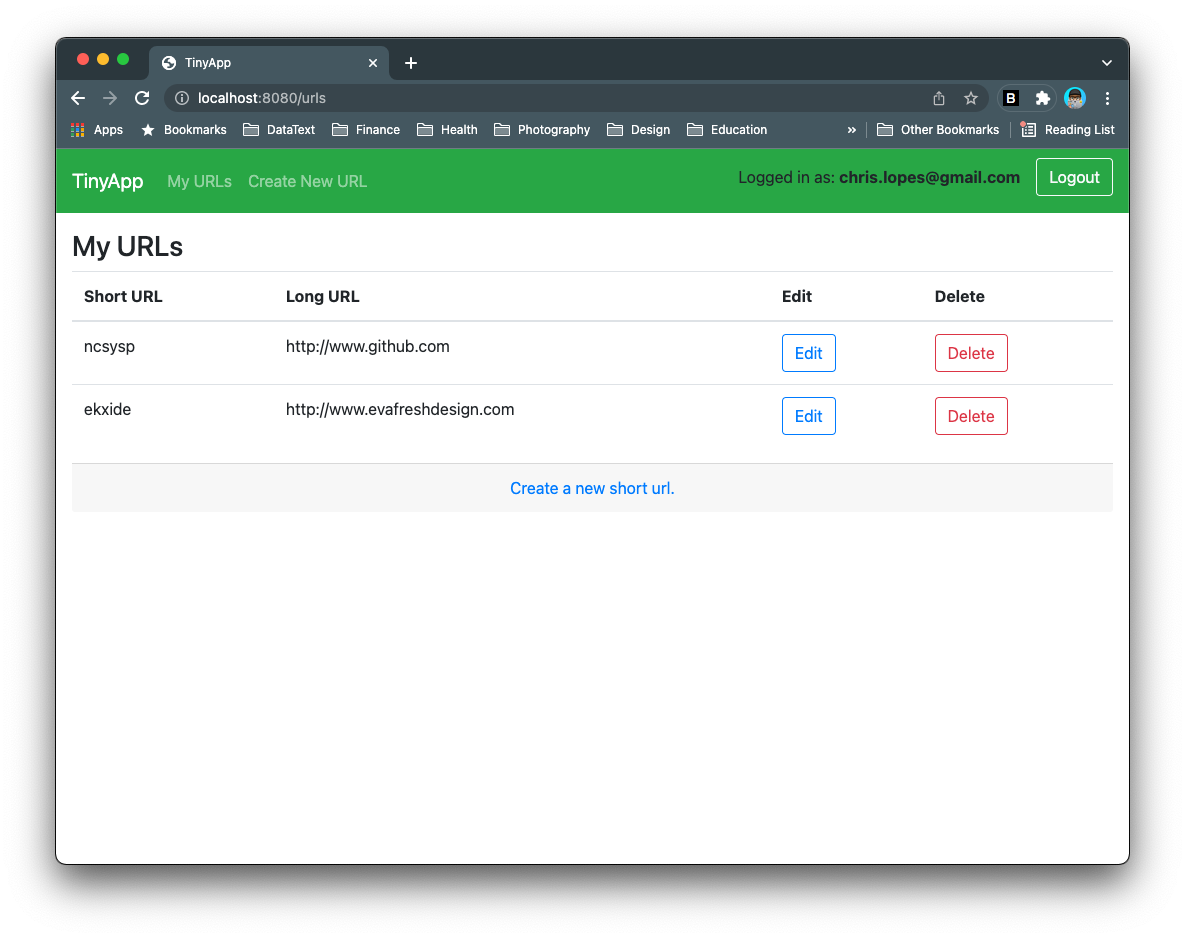 TinyApp
localhost:8080/urls
B
Apps Bookmarks DataText Finance Health Photography Design Education » Other Bookmarks Reading List
TinyApp My URLs Create New URL Logged in as: chris.lopes@gmail.com Logout
My URLs
Short URL Long URL Edit Delete
ncsysp http://www.github.com Edit Delete
ekxide http://www.evafreshdesign.com Edit Delete
Create a new short url.